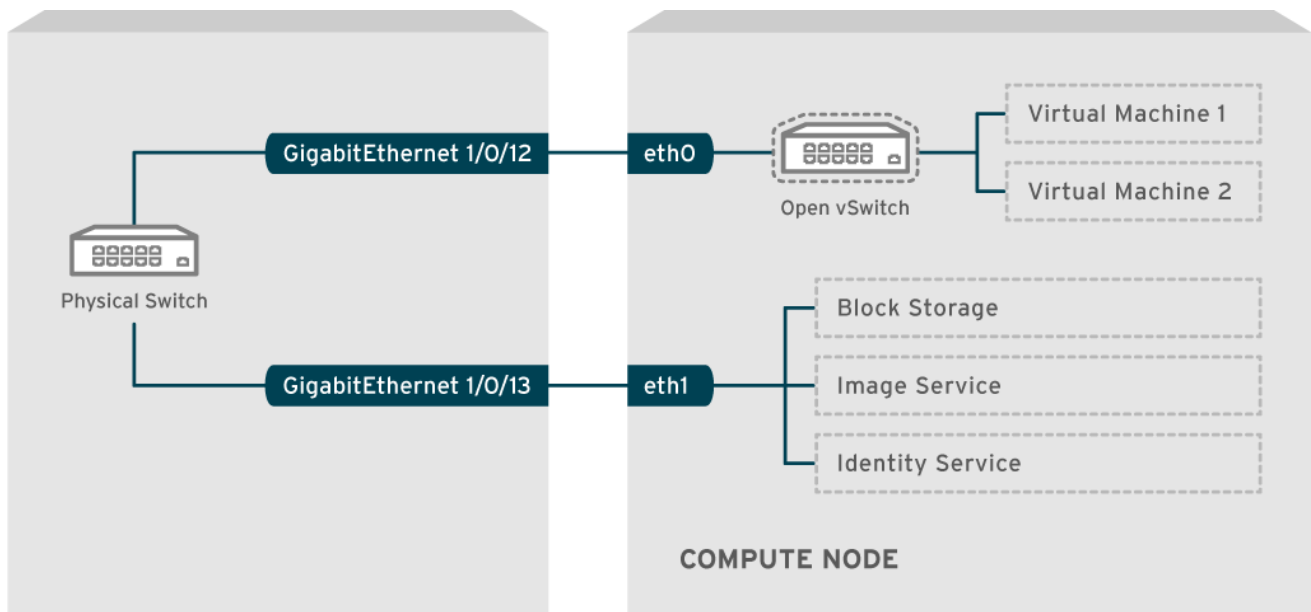 GigabitEthernet 1/0/12
eth0
Open vSwitch
Virtual Machine 1
Virtual Machine 2
Physical Switch
GigabitEthernet 1/0/13
eth1
Block Storage
Image Service
Identity Service
COMPUTE NODE